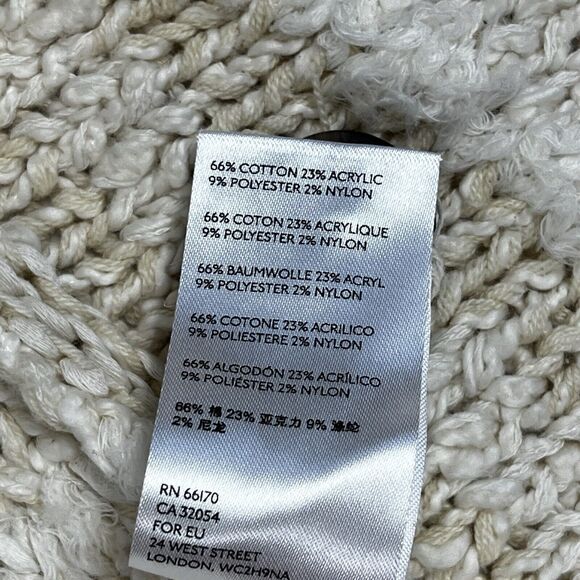 66% COTTON 23% ACRYLIC
9% POLYESTER 2% NYLON
66% COTON 23% ACRYLIQUE
9% POLYESTER 2% NYLON
66% BAUMWOLLE 23% ACRYL
9% POLYESTER 2% NYLON
66% COTONE 23% ACRILICO
9% POLIESTERE 2% NYLON
66% ALGODÓN 23% ACRÍLICO
9% POLIÉSTER 2% NYLON
66% 棉 23% 亚克力 9% 涤纶
2% 尼龙
RN 66170
CA 32054
FOR EU
24 WEST STREET
LONDON, WC2H9NA